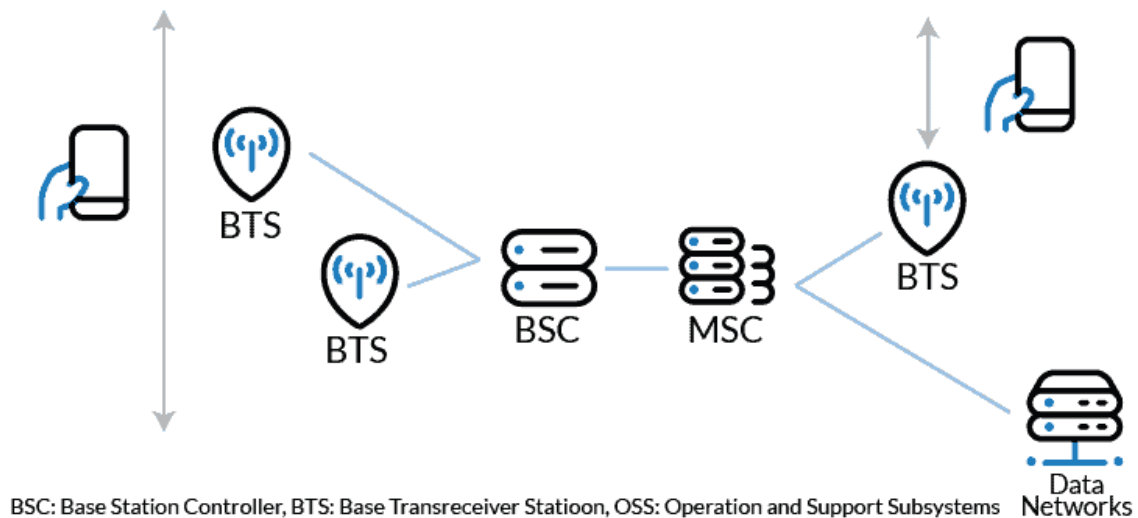 BTS
BTS
BSC
MSC
BTS
Data
Networks
BSC: Base Station Controller, BTS: Base Transreceiver Statioon, OSS: Operation and Support Subsystems